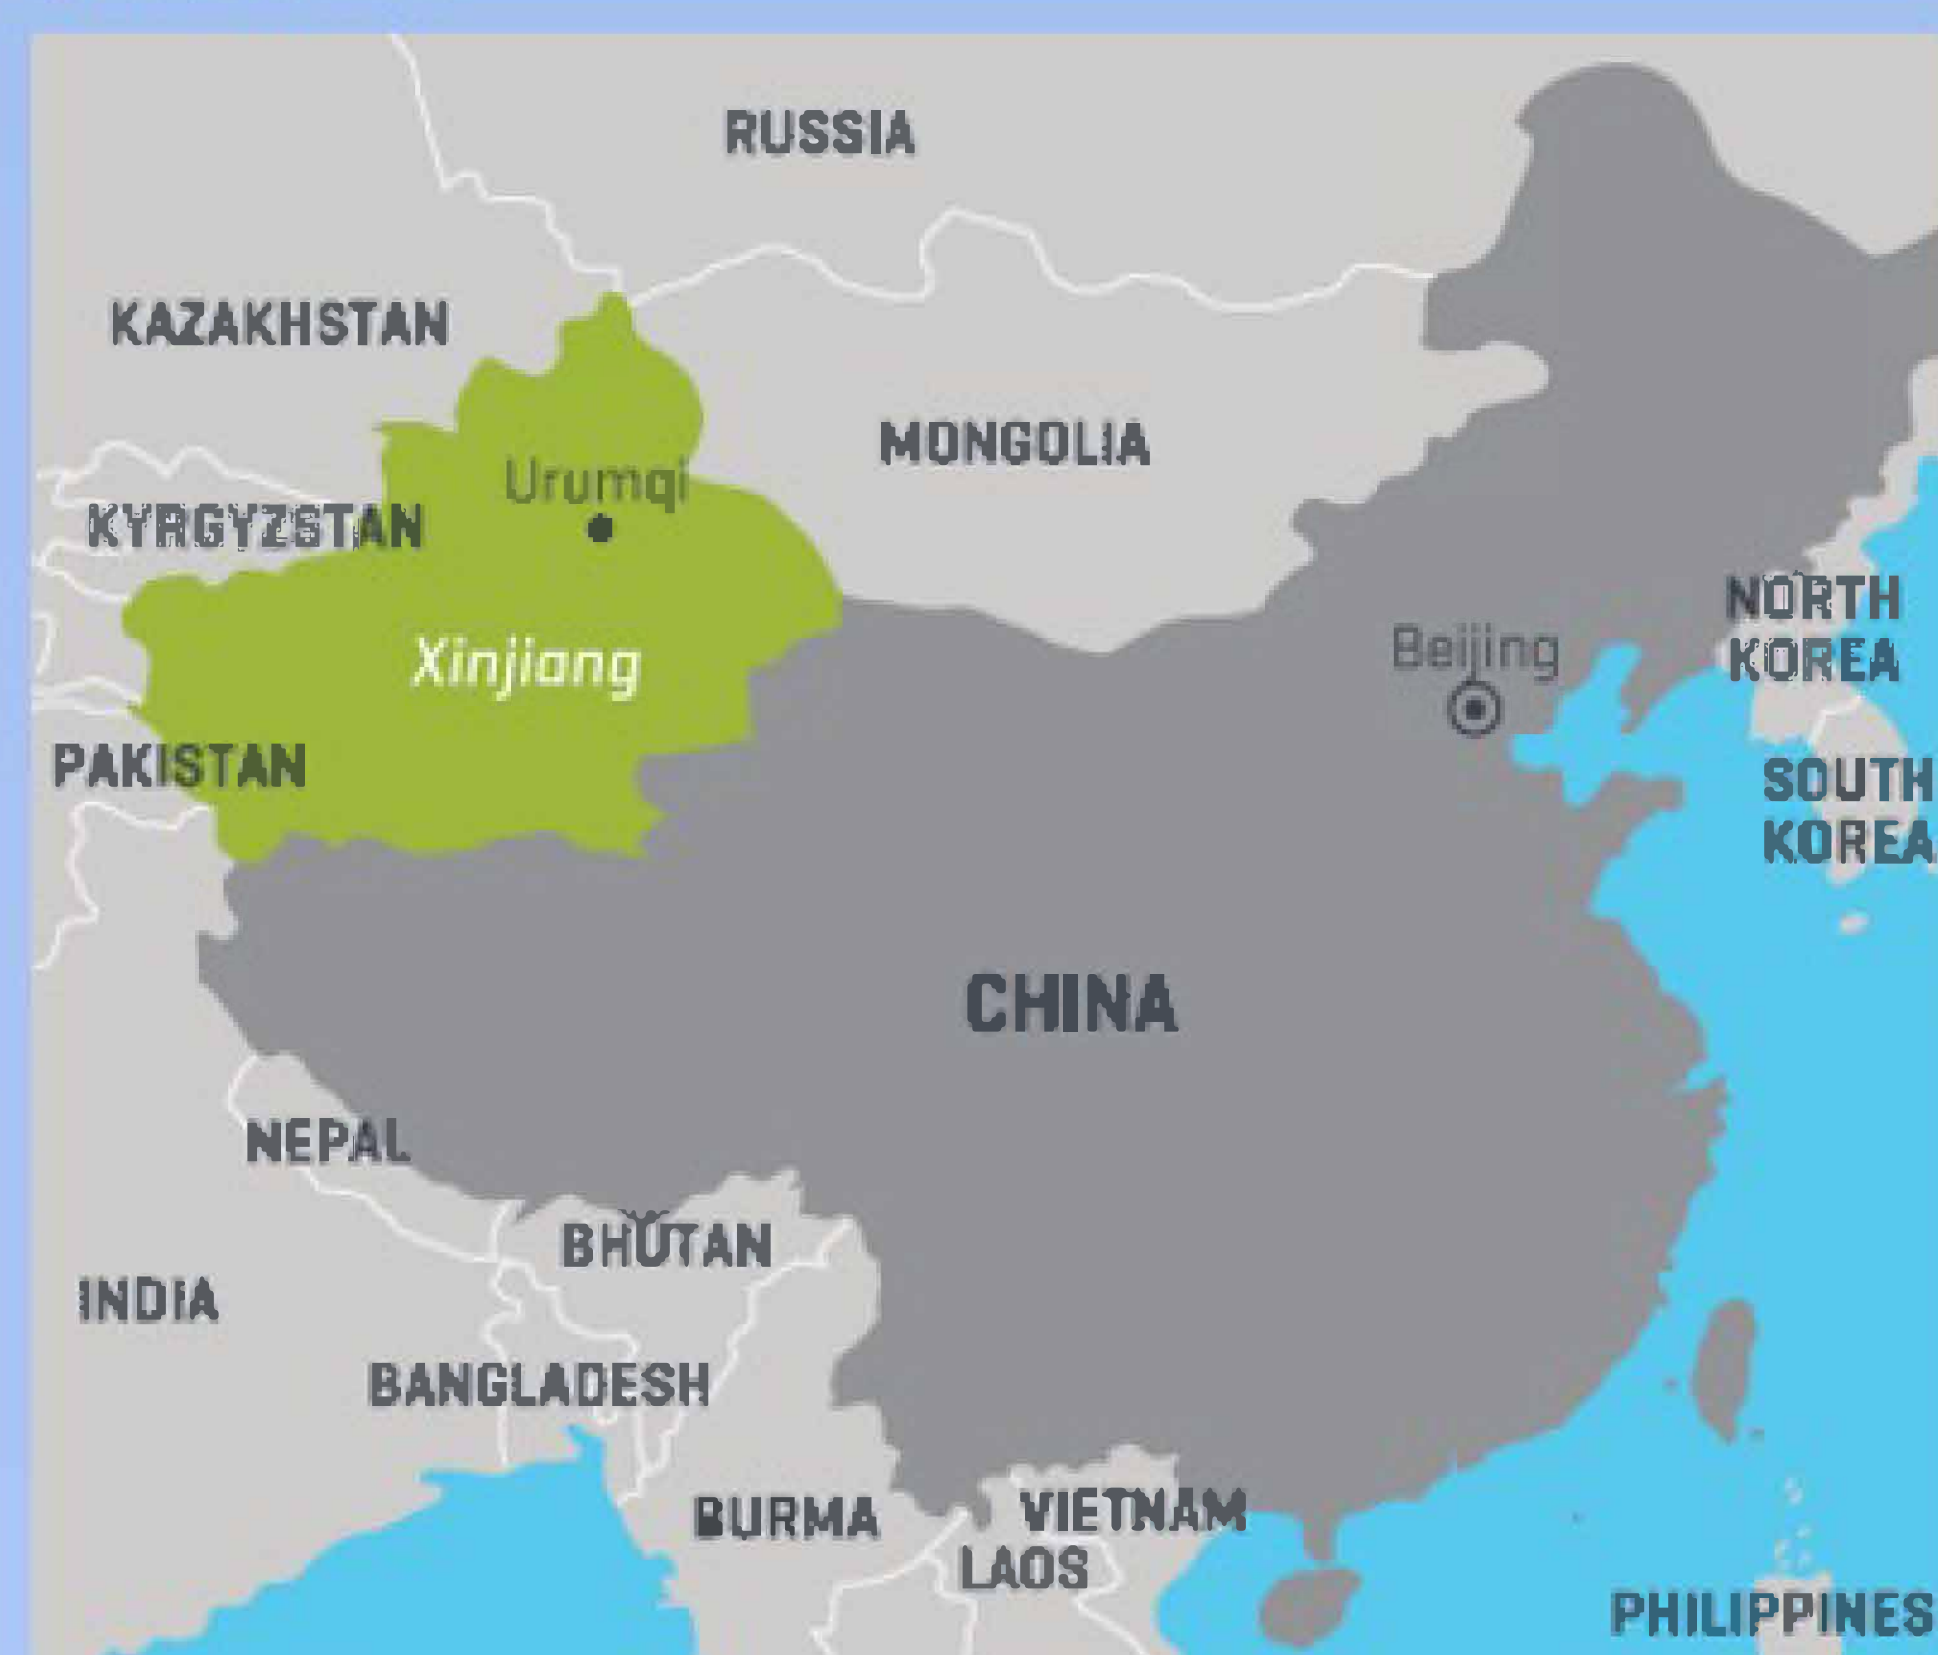 RUSSIA
KAZAKHSTAN
MONGOLIA
Urumqi
KYRGYZSTAN
NORTH
KOREA
Beijing
Xinjiang
PAKISTAN
SOUTH
KOREA
CHINA
NEPAL
BHUTAN
INDIA
BANGLADESH
BURMA
VIETNAM
LAOS
PHILIPPINES